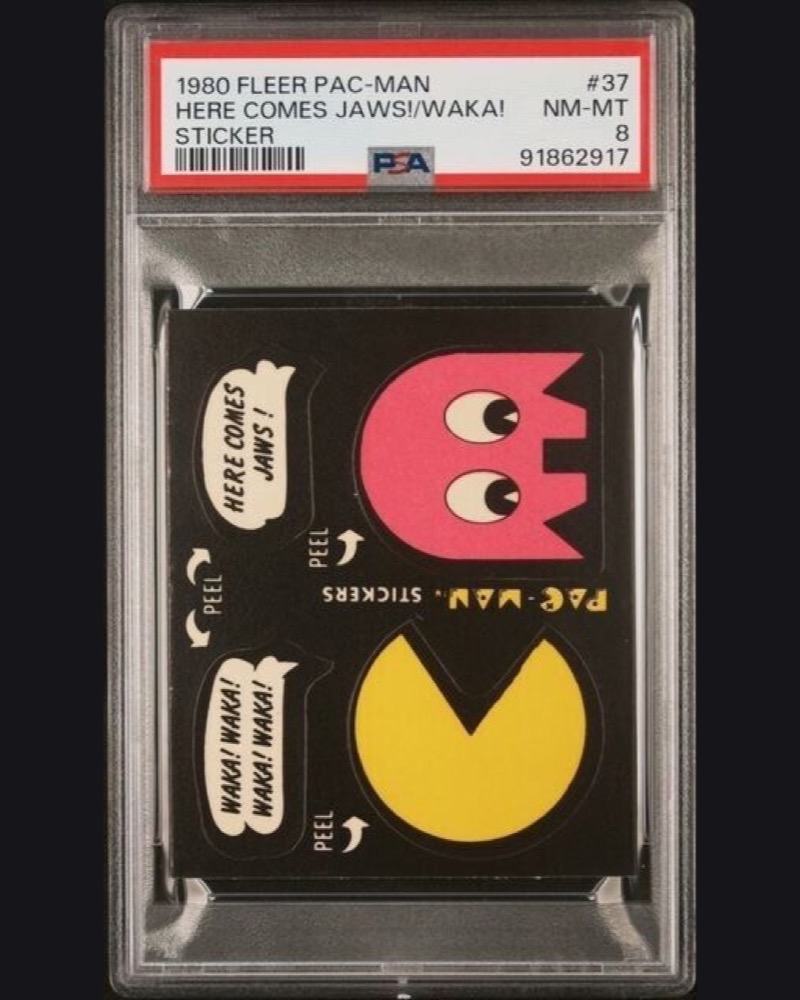 1980 FLEER PAC-MAN #37
HERE COMES JAWS!/WAKA! NM-MT
STICKER 8
PSA 91862917
HERE COMES
JAWS!
PEEL
PEEL
PAC-MAN STICKERS
WAKA! WAKA!
WAKA! WAKA!
PEEL